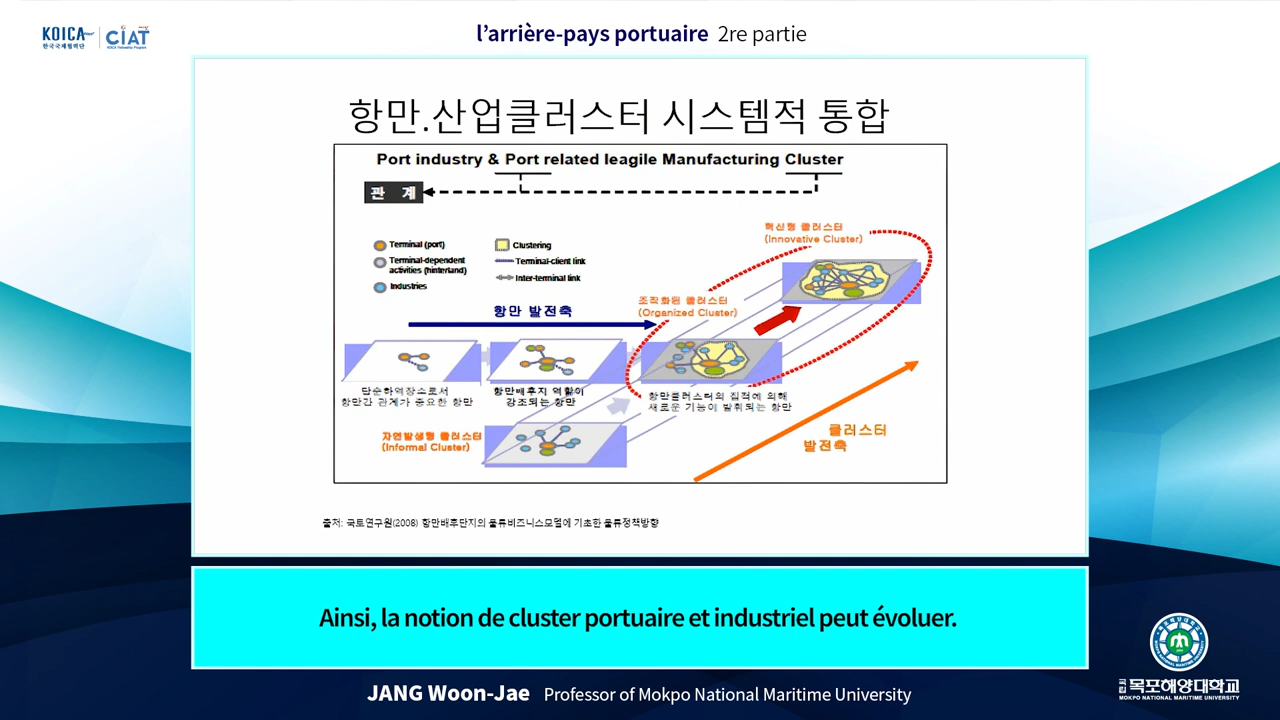 KOICA
한국국제협력단
CIAT
KOICA Fellowship Program
l’arrière-pays portuaire 2re partie
항만.산업클러스터 시스템적 통합
Port industry & Port related leagile Manufacturing Cluster
관 계
혁신형 클러스터
(Innovative Cluster)
Terminal (port)
Terminal-dependent
activities (hinterland)
Industries
Clustering
Terminal-client link
Inter-terminal link
조직화된 클러스터
(Organized Cluster)
항만 발전축
단순하역장소로서
항만간 관계가 중요한 항만
항만배후지 역할이
강조되는 항만
항만클러스터의 집적에 의해
새로운 기능이 발휘되는 항만
자연발생형 클러스터
(Informal Cluster)
클러스터
발전축
출처: 국토연구원(2008) 항만배후단지의 물류비즈니스모델에 기초한 물류정책방향
Ainsi, la notion de cluster portuaire et industriel peut évoluer.
JANG Woon-Jae Professor of Mokpo National Maritime University
국립 목포해양대학교
MOKPO NATIONAL MARITIME UNIVERSITY